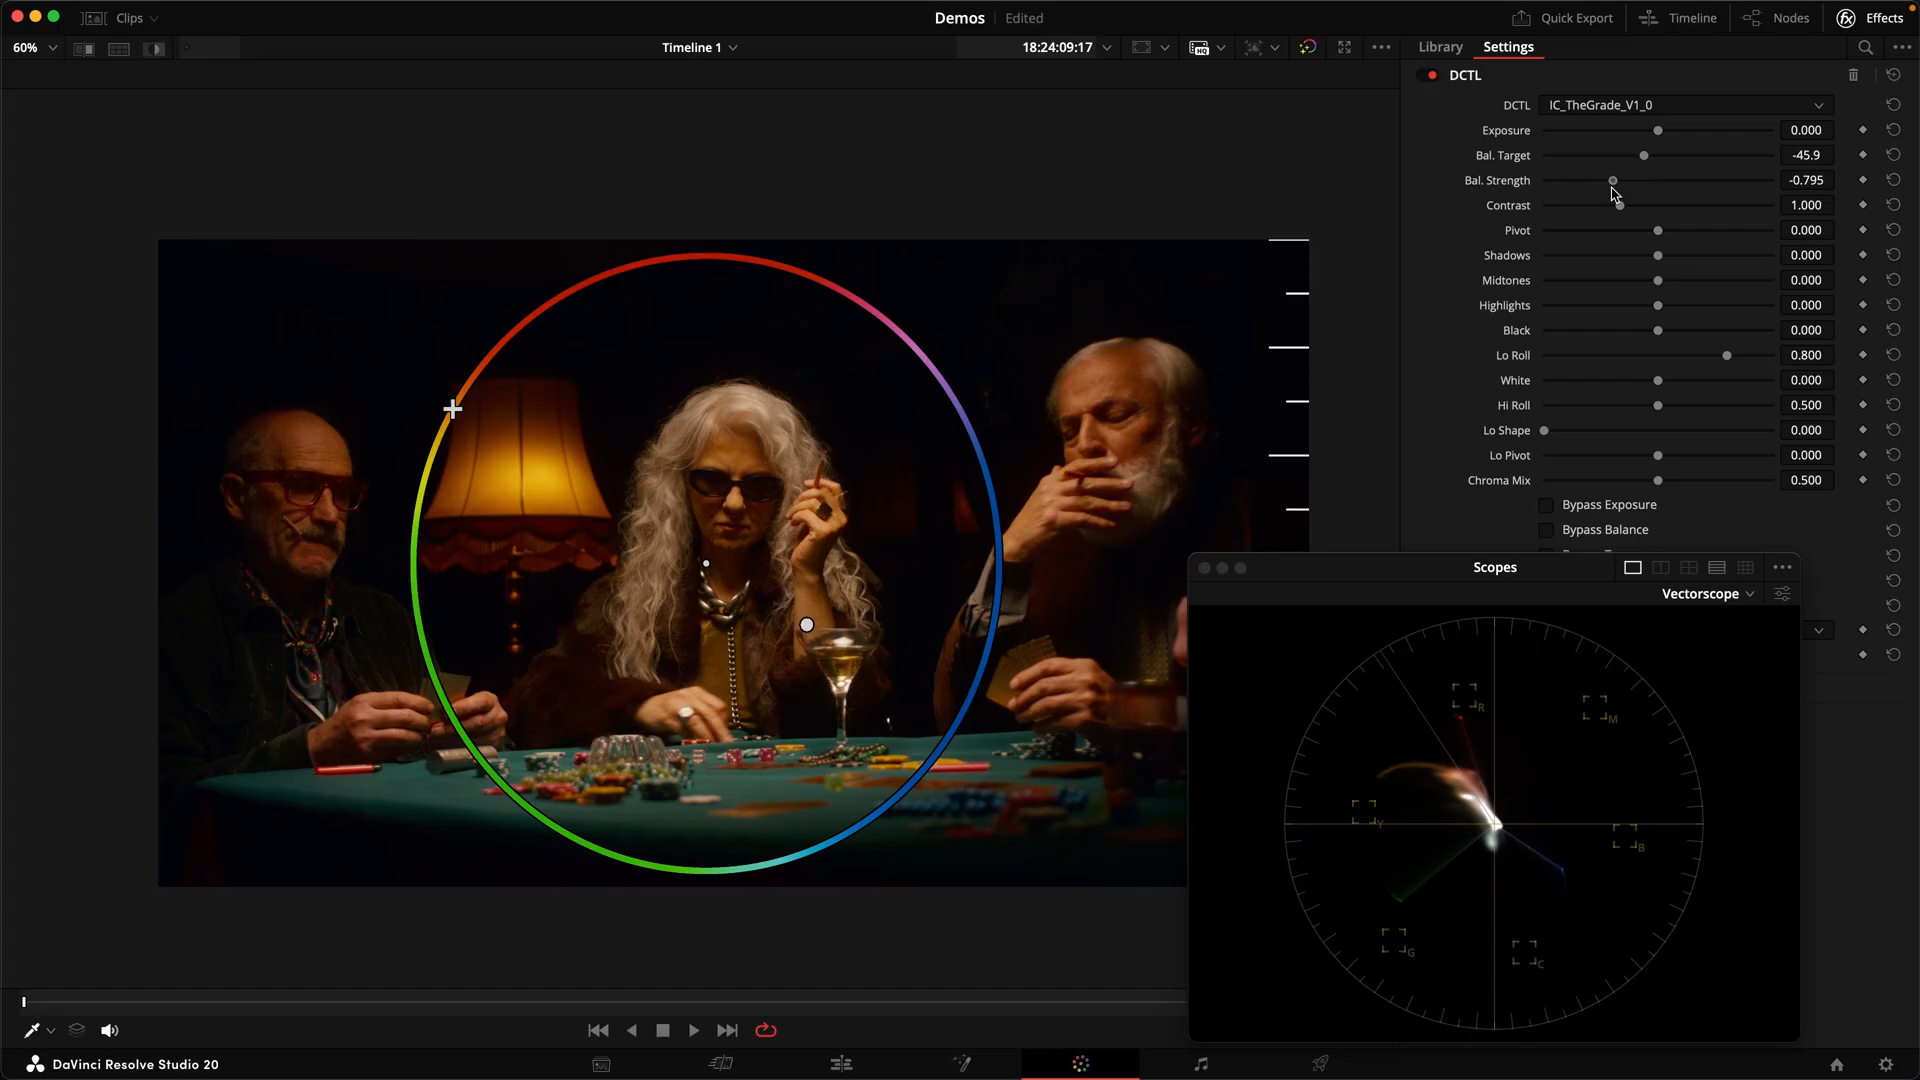 Clips
Demos
Edited
Quick Export
Timeline
Nodes
Effects
60%
Timeline 1
18:24:09:17
HQ
Library
Settings
DCTL
DCTL
IC_TheGrade_V1_0
Exposure
0.000
Bal. Target
-45.9
Bal. Strength
-0.795
Contrast
1.000
Pivot
0.000
Shadows
0.000
Midtones
0.000
Highlights
0.000
Black
0.000
Lo Roll
0.800
White
0.000
Hi Roll
0.500
Lo Shape
0.000
Lo Pivot
0.000
Chroma Mix
0.500
Bypass Exposure
Bypass Balance
Scopes
Vectorscope
R
M
Y
B
G
C
DaVinci Resolve Studio 20